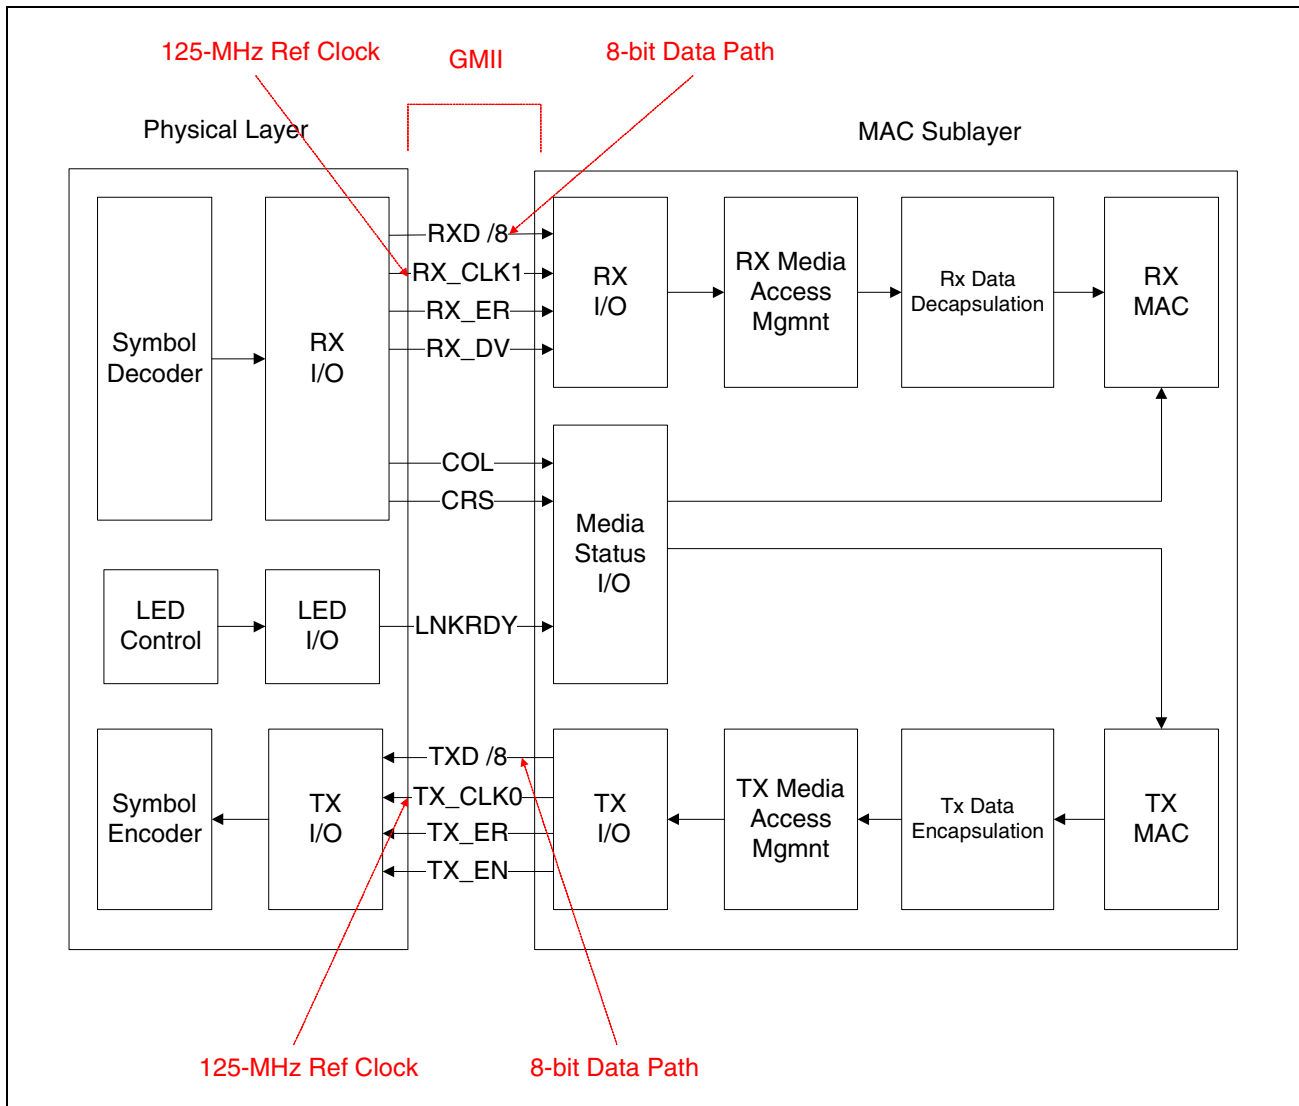 125-MHz Ref Clock
GMII
8-bit Data Path
Physical Layer
MAC Sublayer
Symbol
Decoder
RX
I/O
RXD /8
RX_CLK1
RX_ER
RX_DV
RX
I/O
RX Media
Access
Mgmnt
Rx Data
Decapsulation
RX
MAC
COL
CRS
Media
Status
I/O
LED
Control
LED
I/O
LNKRDY
Symbol
Encoder
TX
I/O
TXD /8
TX_CLK0
TX_ER
TX_EN
TX
I/O
TX Media
Access
Mgmnt
Tx Data
Encapsulation
TX
MAC
125-MHz Ref Clock
8-bit Data Path